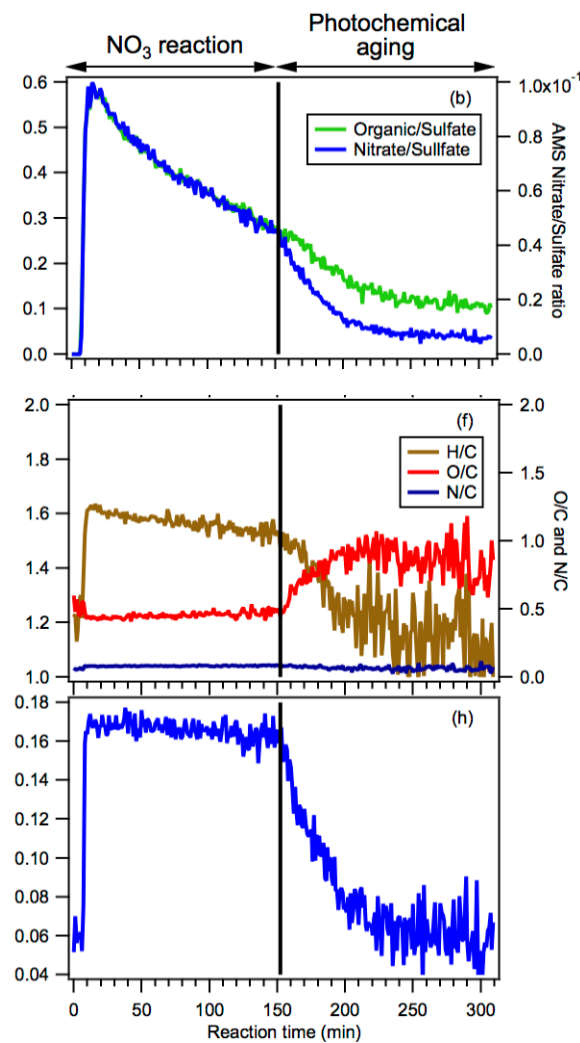 NO3 reaction
Photochemical
aging
(b)
Organic/Sulfate
Nitrate/Sullfate
0.6
0.5
0.4
0.3
0.2
0.1
0.0
1.0x10⁻¹
0.8
0.6
0.4
0.2
0.0
AMS Nitrate/Sulfate ratio
(f)
H/C
O/C
N/C
2.0
1.8
1.6
1.4
1.2
1.0
2.0
1.5
1.0
0.5
0.0
O/C and N/C
(h)
0.18
0.16
0.14
0.12
0.10
0.08
0.06
0.04
0 50 100 150 200 250 300
Reaction time (min)